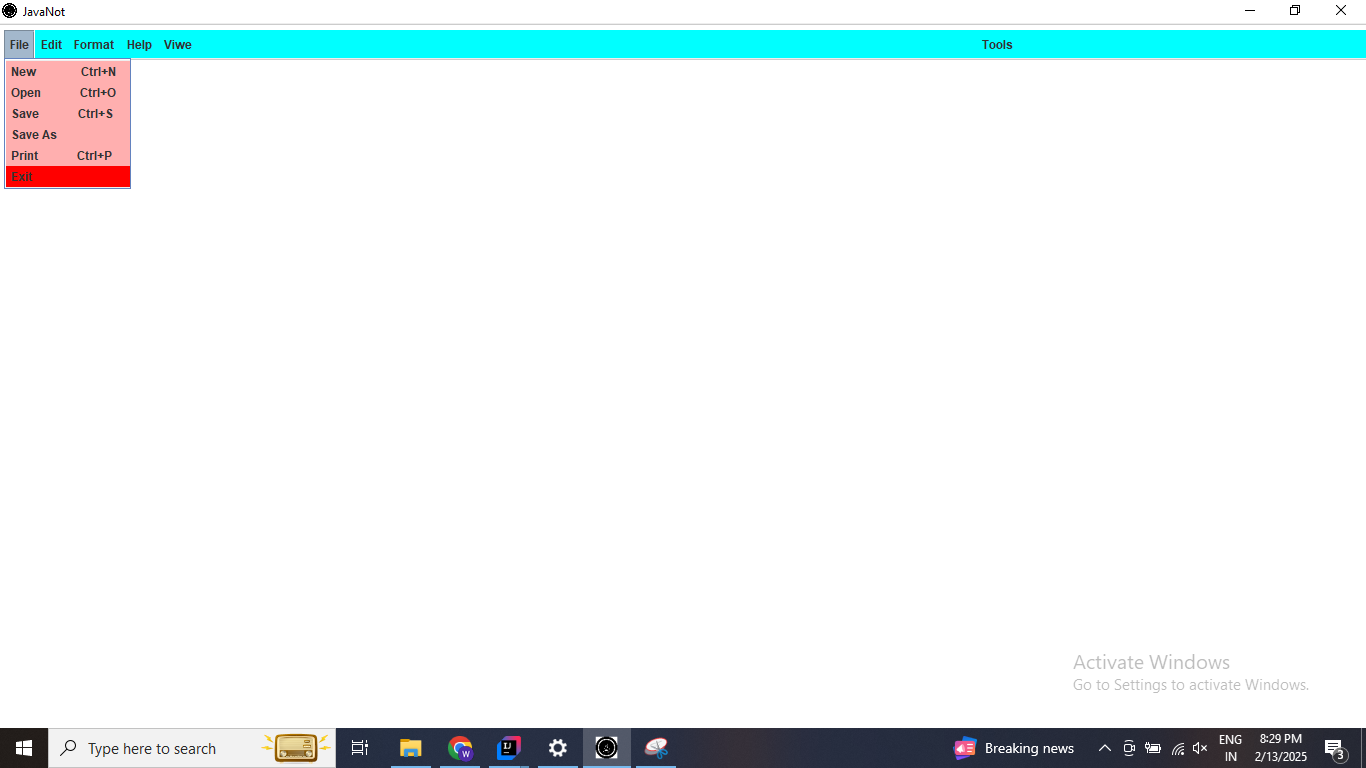 JavaNot
File Edit Format Help Viwe Tools
New Ctrl+N
Open Ctrl+O
Save Ctrl+S
Save As
Print Ctrl+P
Exit
Activate Windows
Go to Settings to activate Windows.
Type here to search
W
IJ
Breaking news
ENG
IN
8:29 PM
2/13/2025
3